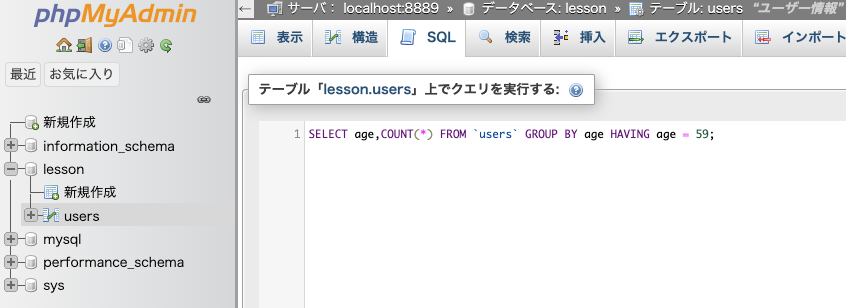 phpMyAdmin
最近 お気に入り
新規作成
information_schema
lesson
新規作成
users
mysql
performance_schema
sys
サーバ: localhost:8889 » データベース: lesson » テーブル: users "ユーザー情報"
表示 構造 SQL 検索 挿入 エクスポート インポート
テーブル「lesson.users」上でクエリを実行する:
1 SELECT age,COUNT(*) FROM `users` GROUP BY age HAVING age = 59;